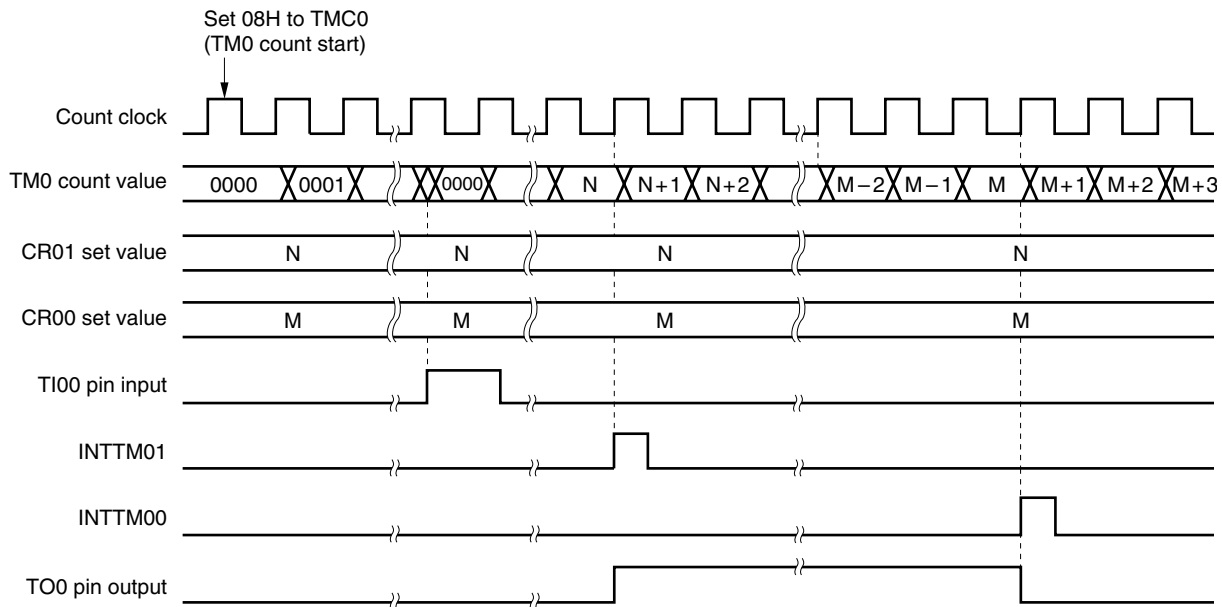 Set 08H to TMC0
(TM0 count start)
Count clock
TM0 count value 0000 0001 0000 N N+1 N+2 M−2 M−1 M M+1 M+2 M+3
CR01 set value N N N N
CR00 set value M M M M
TI00 pin input
INTTM01
INTTM00
TO0 pin output